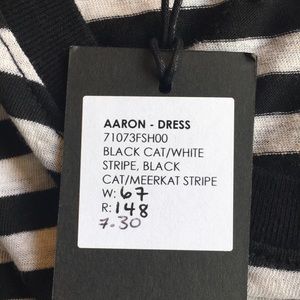 AARON - DRESS
71073FSH00
BLACK CAT/WHITE
STRIPE, BLACK
CAT/MEERKAT STRIPE
W: 67
R: 148
7.30